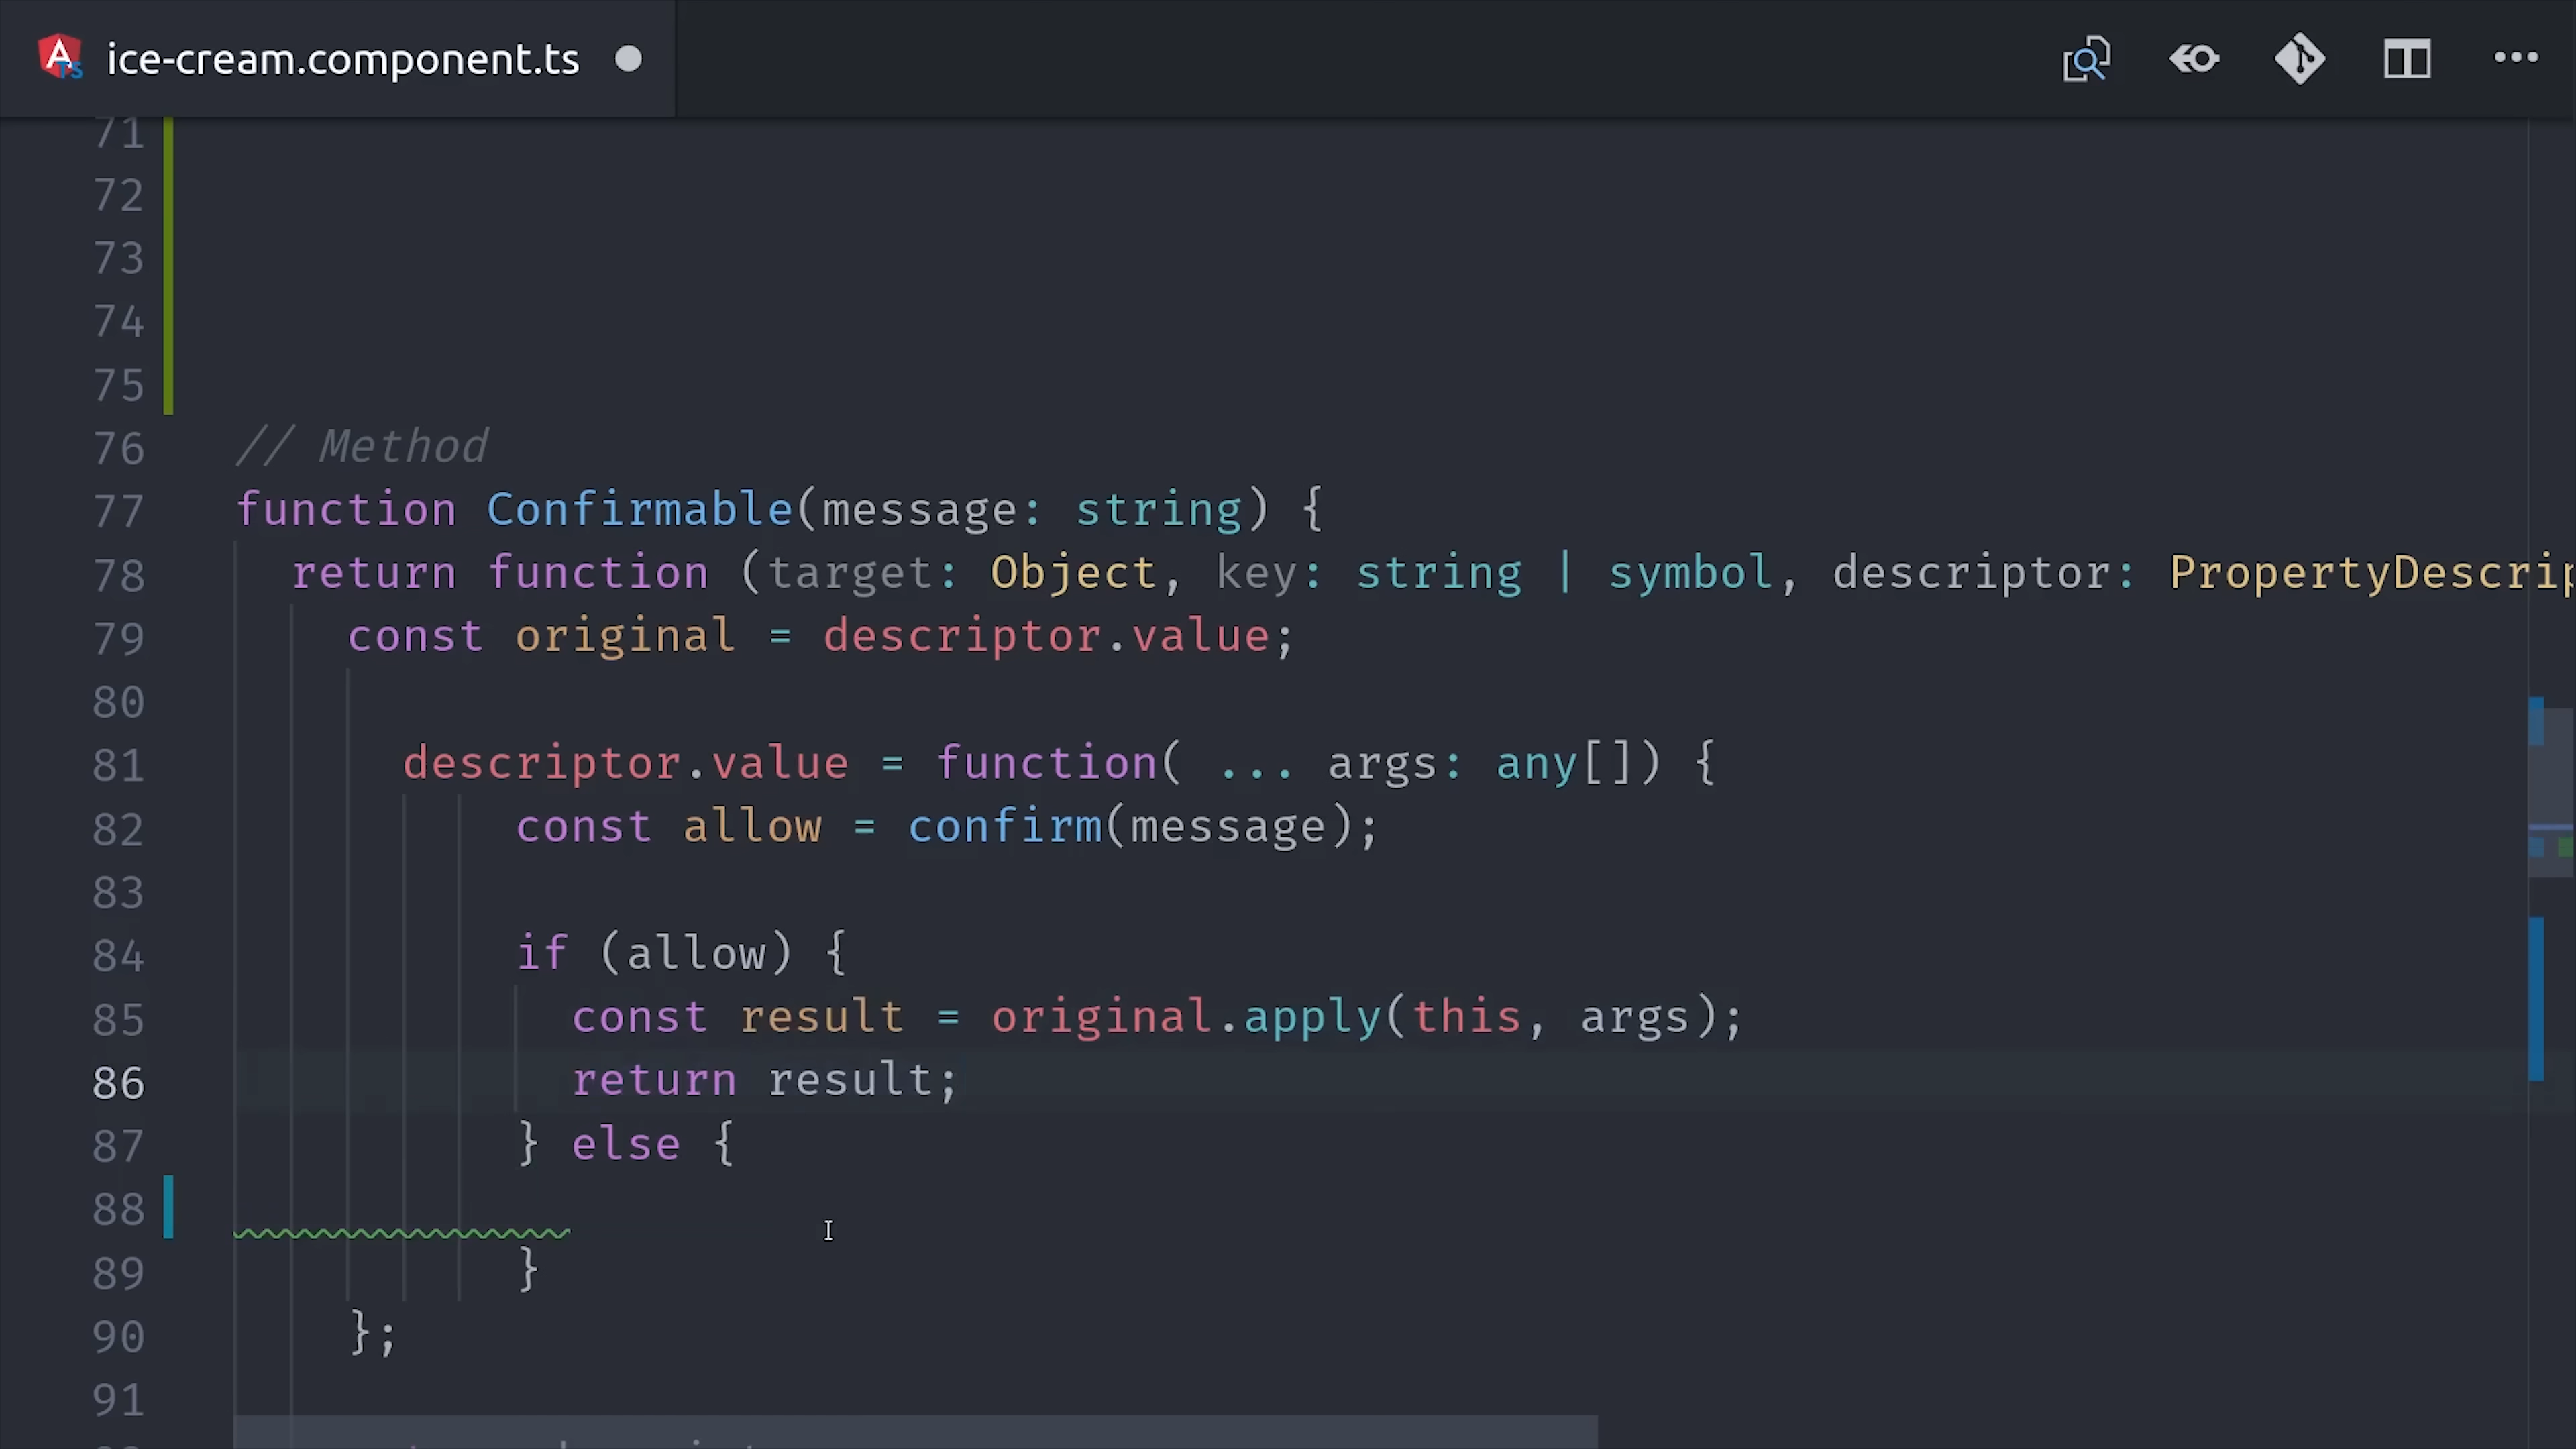 ice-cream.component.ts
71
72
73
74
75
76 // Method
77 function Confirmable(message: string) {
78 return function (target: Object, key: string | symbol, descriptor: PropertyDescrip
79 const original = descriptor.value;
80
81 descriptor.value = function( ... args: any[]) {
82 const allow = confirm(message);
83
84 if (allow) {
85 const result = original.apply(this, args);
86 return result;
87 } else {
88
89 }
90 };
91